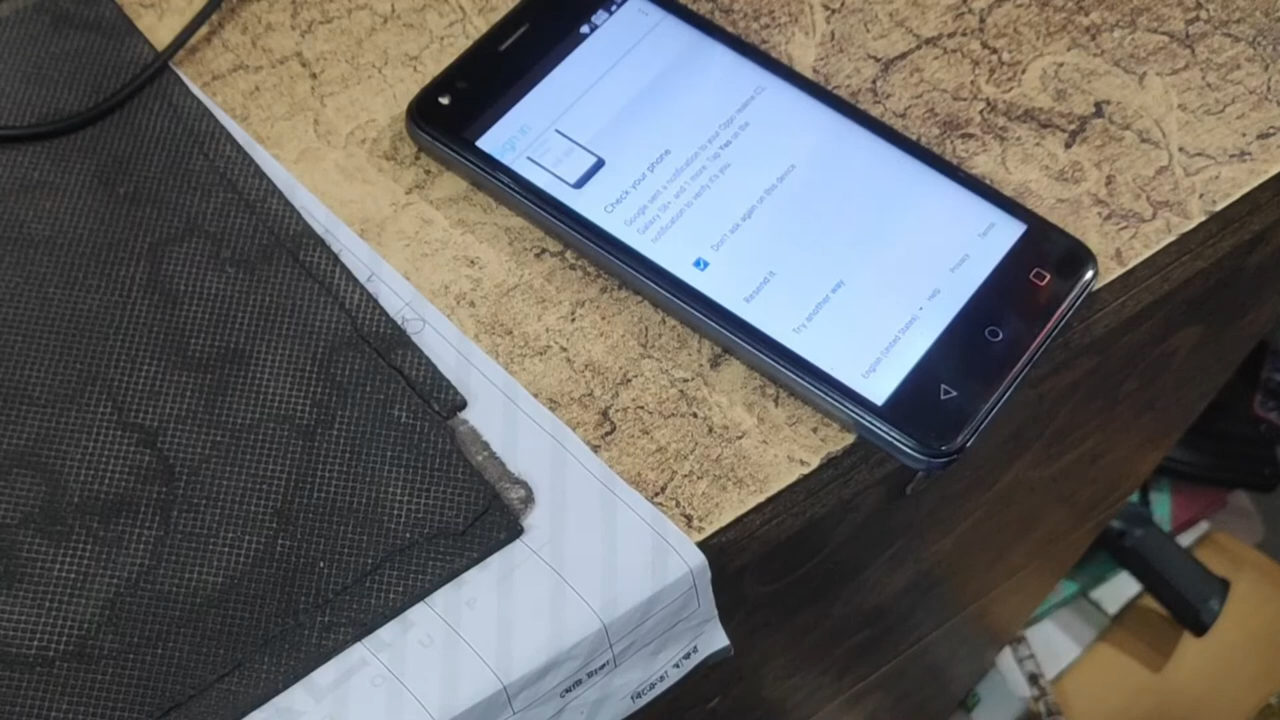 Sign in
Check your phone
Google sent a notification to your Oppo realme C2,
Galaxy S6+, and 1 more. Tap Yes on the
notification to verify it's you.
Don't ask again on this device
Resend it
Try another way
English (United States)
Help
Privacy
Terms